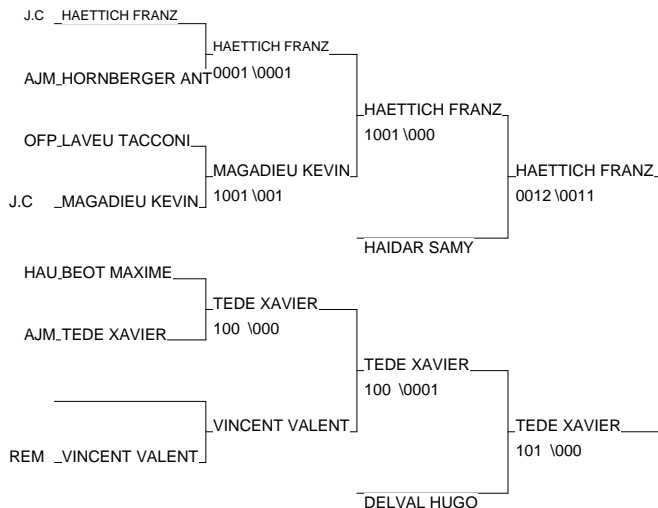 J.C HAETTICH FRANZ
HAETTICH FRANZ
AJM HORNBERGER ANT 0001 \0001
HAETTICH FRANZ
1001 \000
OFP LAVEU TACCONI
MAGADIEU KEVIN
HAETTICH FRANZ
1001 \001
0012 \0011
J.C MAGADIEU KEVIN
HAIDAR SAMY
HAU BEOT MAXIME
TEDE XAVIER
100 \000
AJM TEDE XAVIER
TEDE XAVIER
100 \0001
VINCENT VALENT
TEDE XAVIER
101 \000
REM VINCENT VALENT
DELVAL HUGO